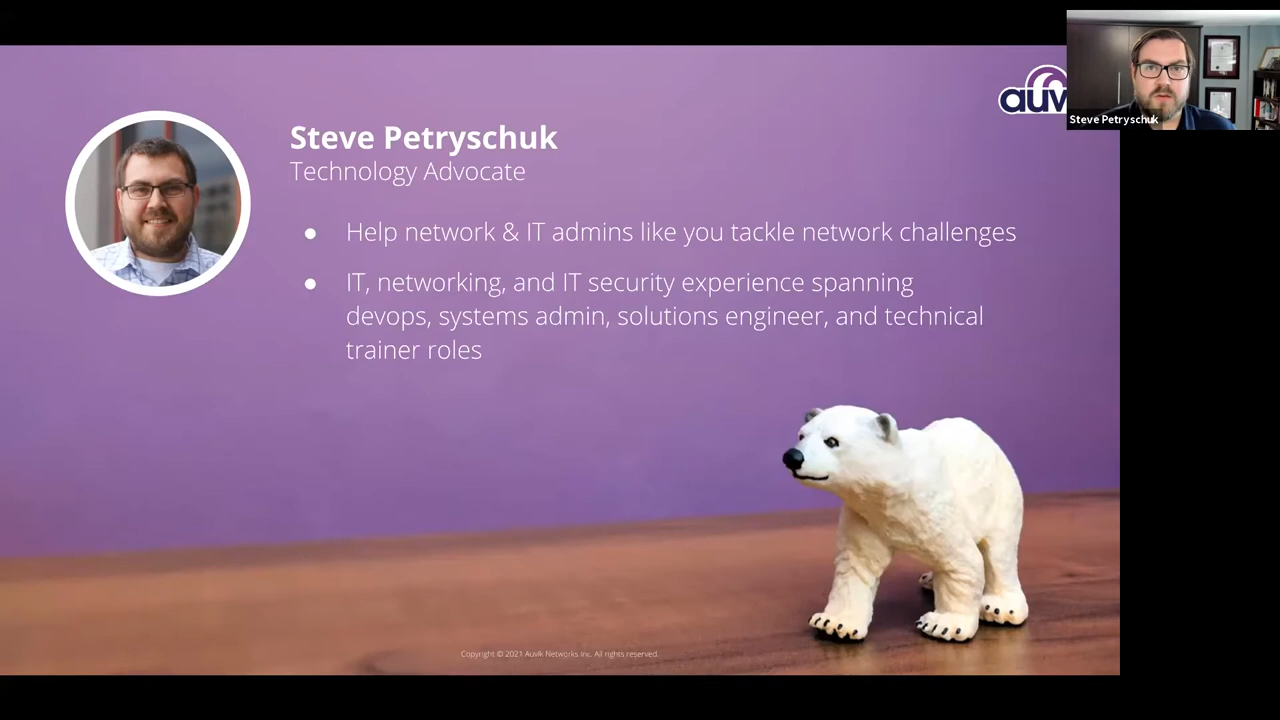 auv
Steve Petryschuk
Steve Petryschuk
Technology Advocate
● Help network & IT admins like you tackle network challenges
● IT, networking, and IT security experience spanning
devops, systems admin, solutions engineer, and technical
trainer roles
Copyright © 2021 Auvik Networks Inc. All rights reserved.